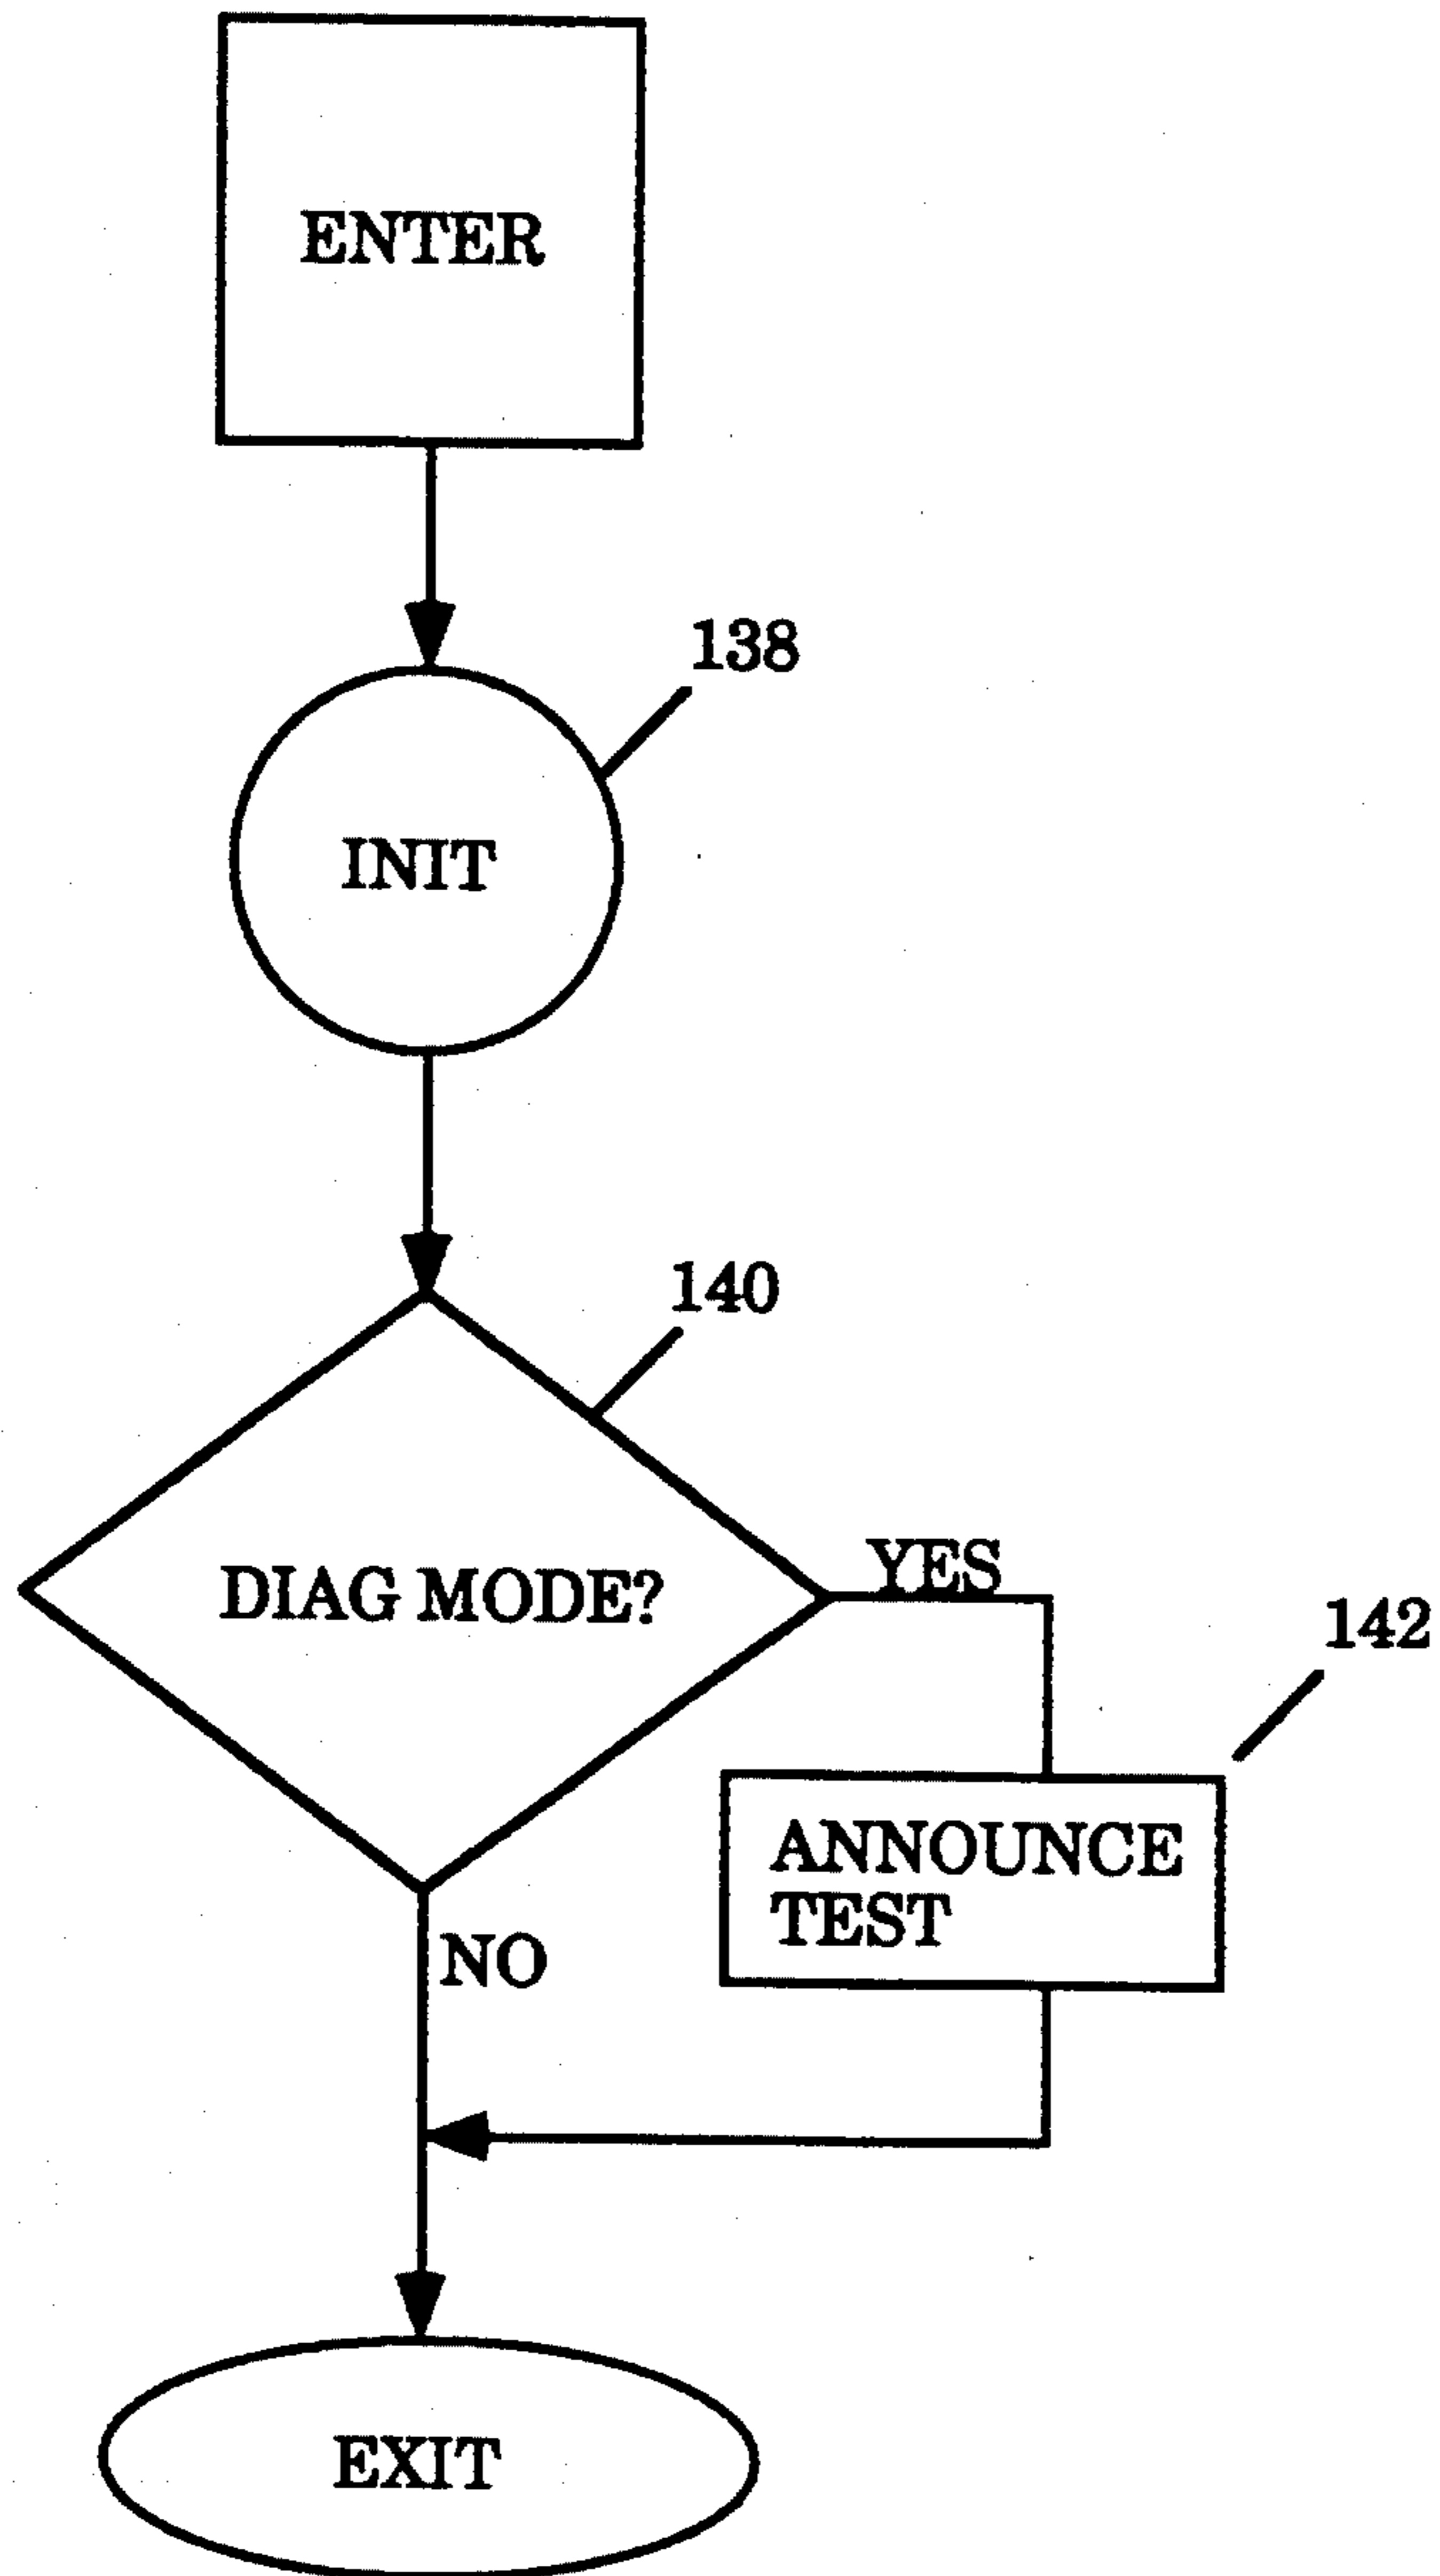 ENTER
138
INIT
140
DIAG MODE?
YES
142
ANNOUNCE
TEST
NO
EXIT